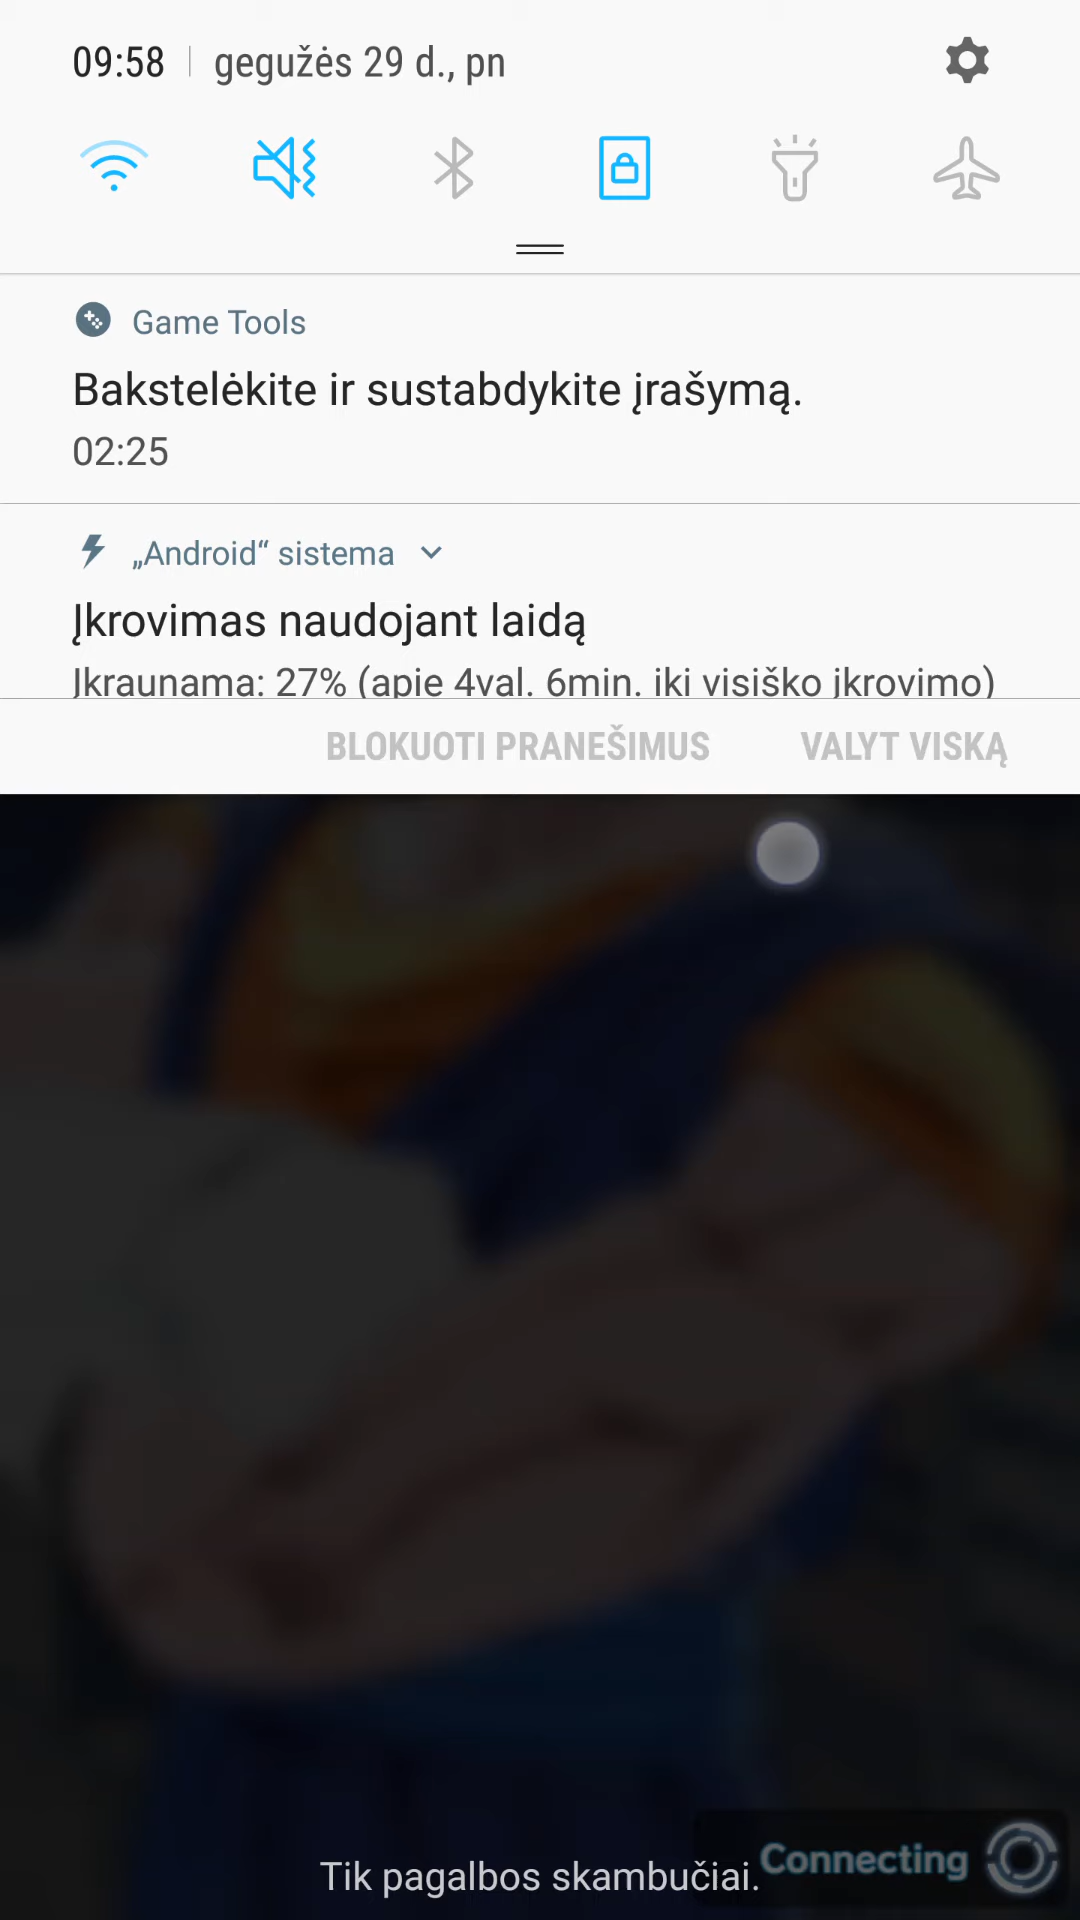 09:58 | gegužės 29 d., pn
Game Tools
Bakstelėkite ir sustabdykite įrašymą.
02:25
„Android“ sistema
Įkrovimas naudojant laidą
Įkraunama: 27% (apie 4val. 6min. iki visiško įkrovimo)
BLOKUOTI PRANEŠIMUS VALYT VISKĄ
Connecting
Tik pagalbos skambučiai.